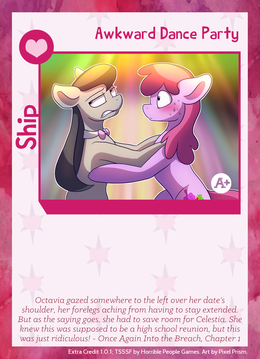 Awkward Dance Party
Ship
A+
Octavia gazed somewhere to the left over her date's
shoulder, her forelegs aching from having to stay extended.
But as the saying goes, she had to save room for Celestia. She
knew this was supposed to be a high school reunion, but this
was just ridiculous! - Once Again Into the Breach, Chapter 1
Extra Credit 1.0.1; TSSSF by Horrible People Games. Art by Pixel Prism.